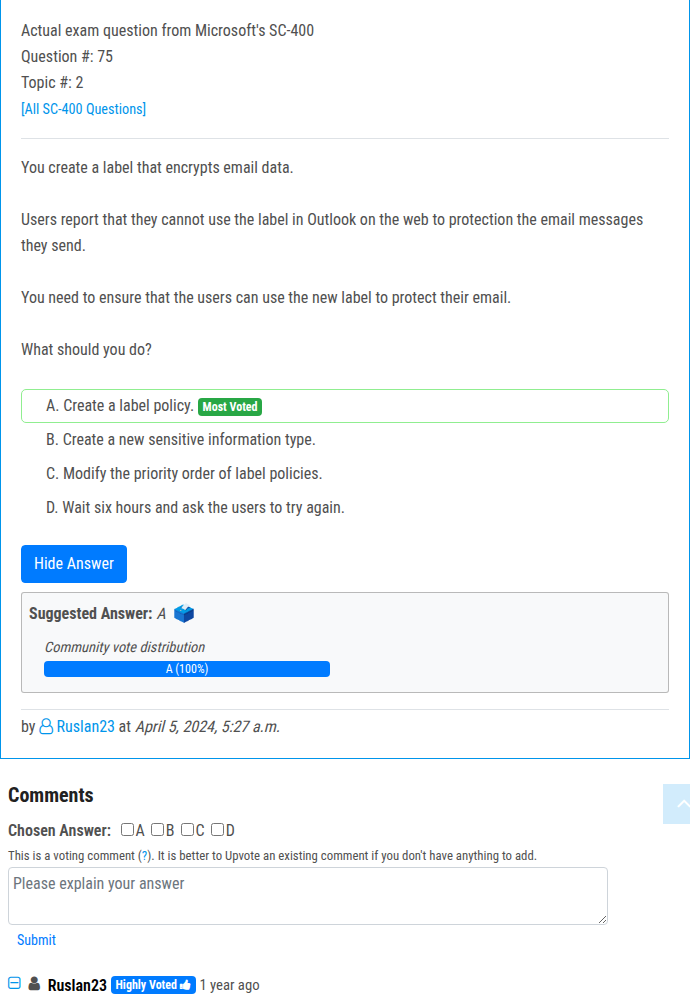 Actual exam question from Microsoft's SC-400
Question #: 75
Topic #: 2
[All SC-400 Questions]
You create a label that encrypts email data.
Users report that they cannot use the label in Outlook on the web to protection the email messages
they send.
You need to ensure that the users can use the new label to protect their email.
What should you do?
A. Create a label policy. Most Voted
B. Create a new sensitive information type.
C. Modify the priority order of label policies.
D. Wait six hours and ask the users to try again.
Hide Answer
Suggested Answer: A
Community vote distribution
A (100%)
by Ruslan23 at April 5, 2024, 5:27 a.m.
Comments
Chosen Answer: A B C D
This is a voting comment (?). It is better to Upvote an existing comment if you don't have anything to add.
Please explain your answer
Submit
Ruslan23 Highly Voted 1 year ago